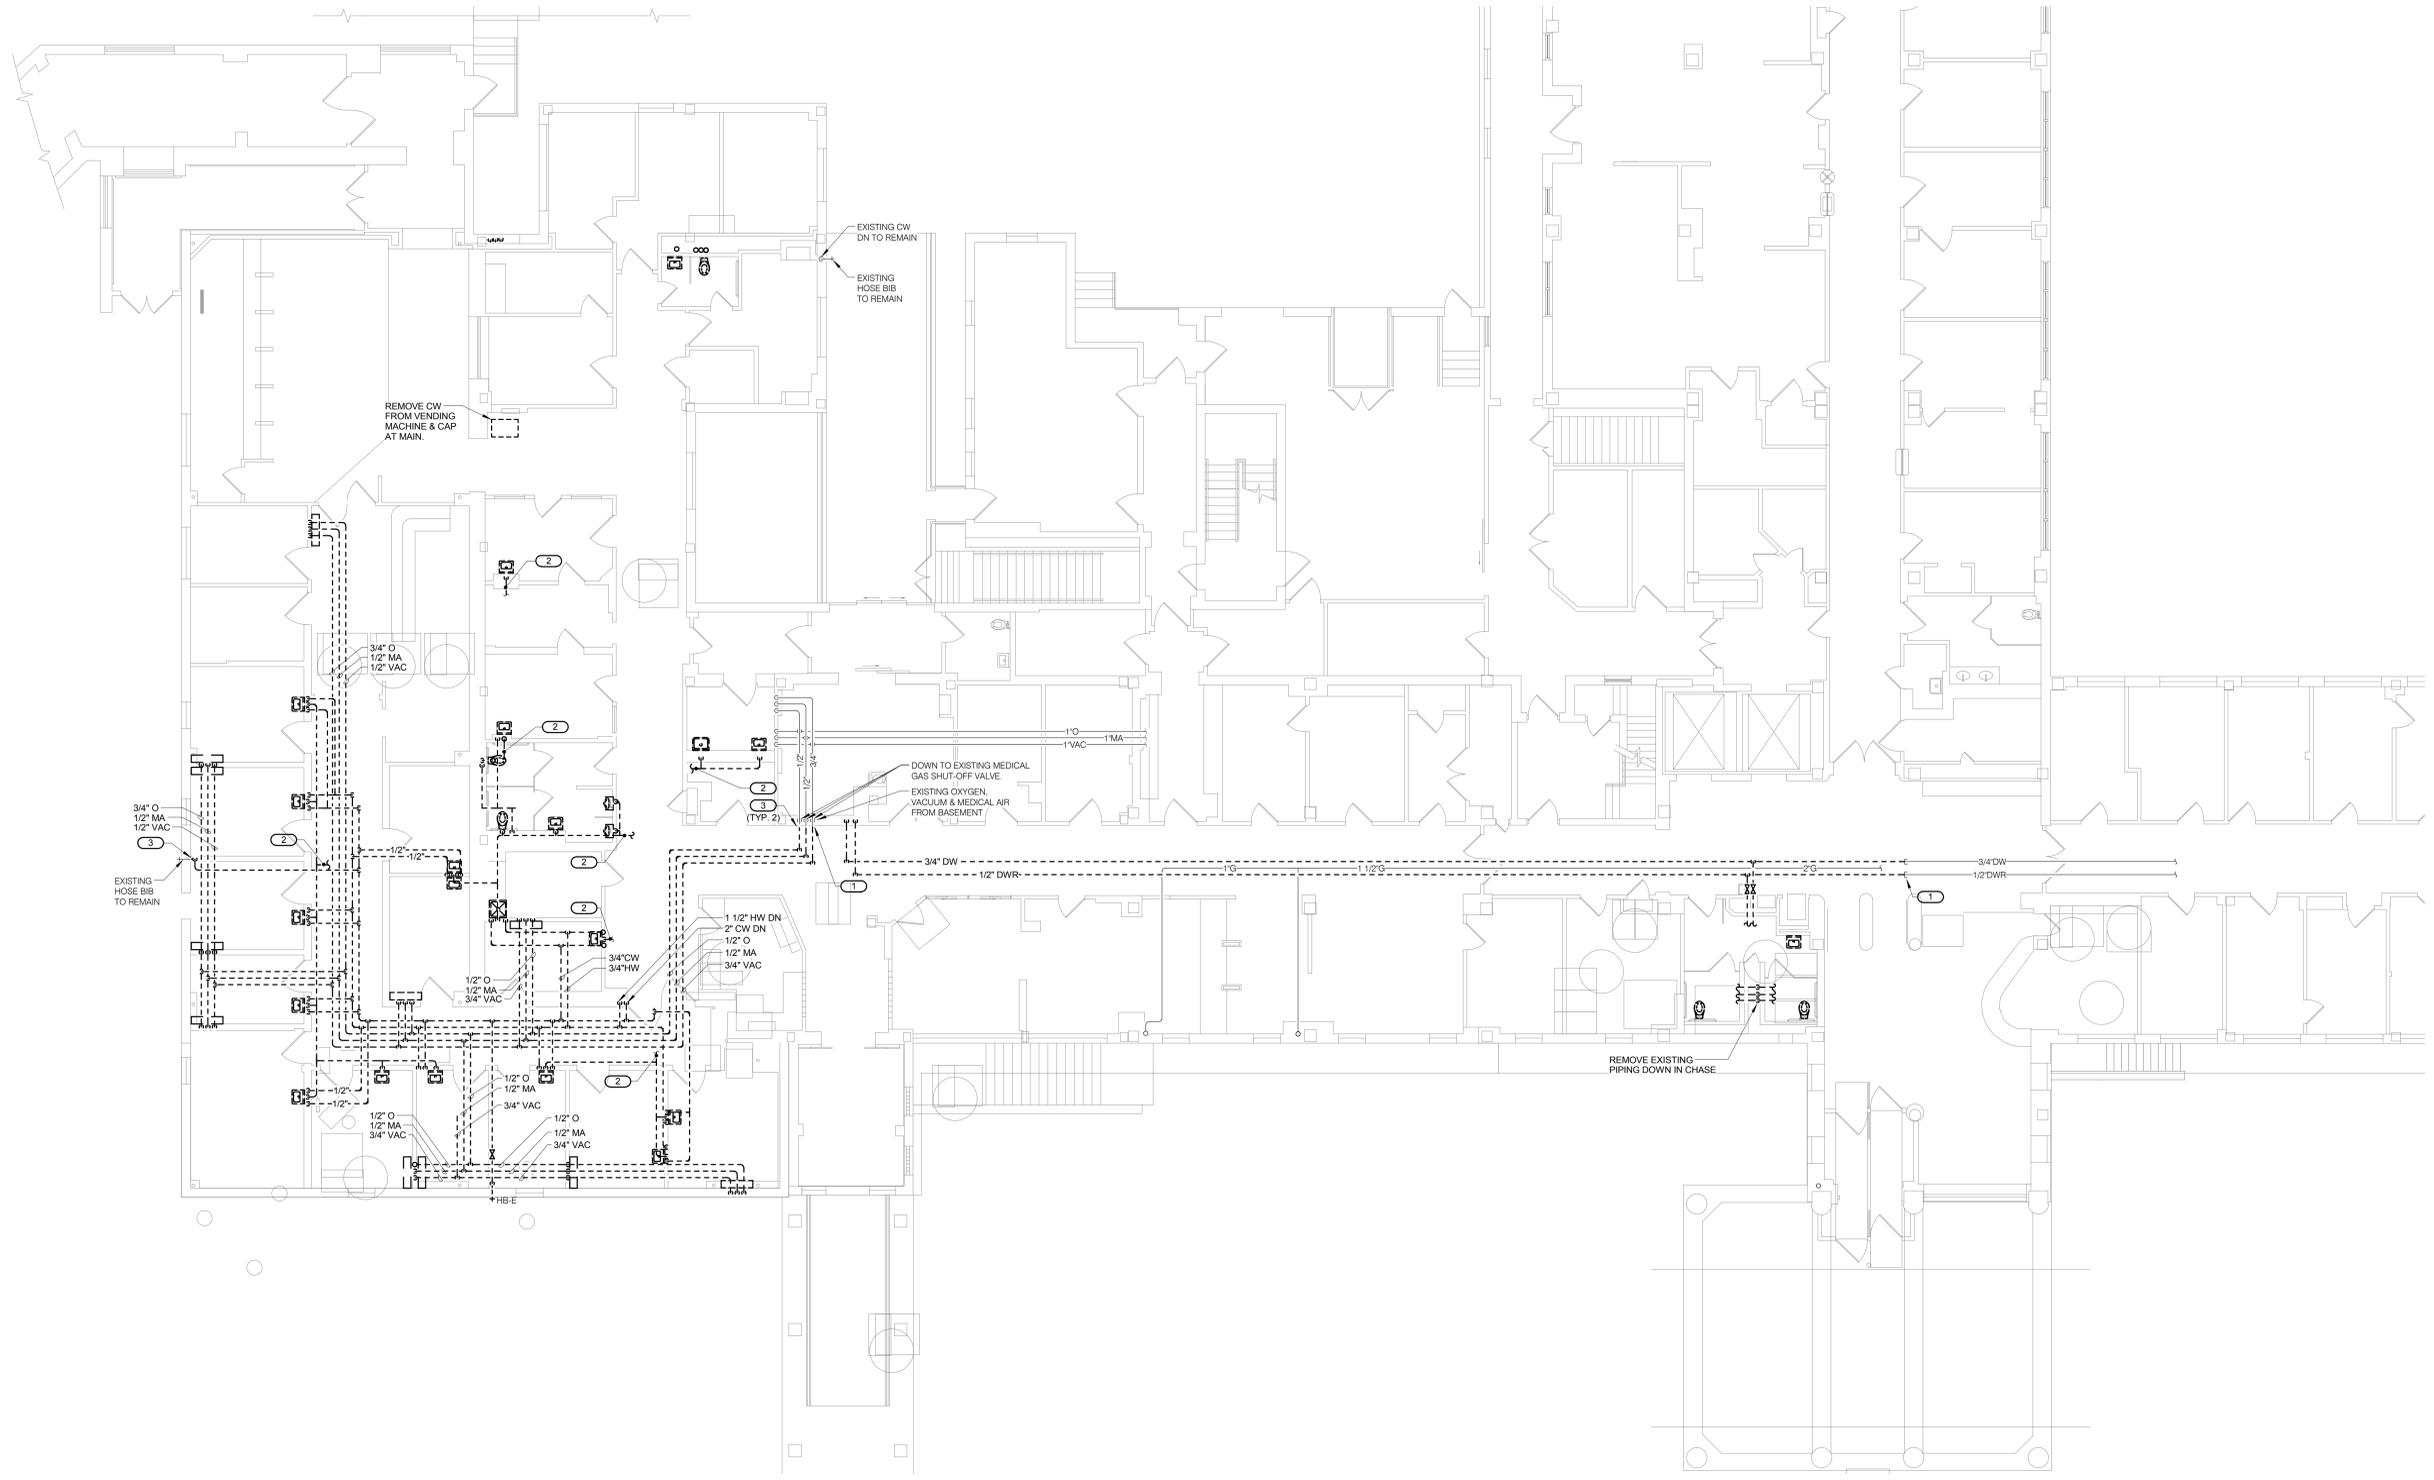 EXISTING CW
DN TO REMAIN
EXISTING
HOSE BIB
TO REMAIN
REMOVE CW
FROM VENDING
MACHINE & CAP
AT MAIN.
2
3/4" O
1/2" MA
1/2" VAC
2
1"O
1"MA
1"VAC
1/2"
1/2"
3/4"
DOWN TO EXISTING MEDICAL
GAS SHUT-OFF VALVE.
EXISTING OXYGEN,
VACUUM & MEDICAL AIR
FROM BASEMENT
2
3
(TYP. 2)
3/4" O
1/2" MA
1/2" VAC
3
2
EXISTING
HOSE BIB
TO REMAIN
1/2"
1/2"
2
1
3/4" DW
1/2" DWR
1"G
1 1/2"G
2"G
3/4"DW
1/2"DWR
1
2
1 1/2" HW DN
2" CW DN
1/2" O
1/2" MA
3/4" VAC
3/4"CW
3/4"HW
1/2" O
1/2" MA
3/4" VAC
REMOVE EXISTING
PIPING DOWN IN CHASE
2
1/2" O
1/2" MA
3/4" VAC
1/2"
1/2"
1/2" O
1/2" MA
3/4" VAC
1/2" O
1/2" MA
3/4" VAC
HB-E